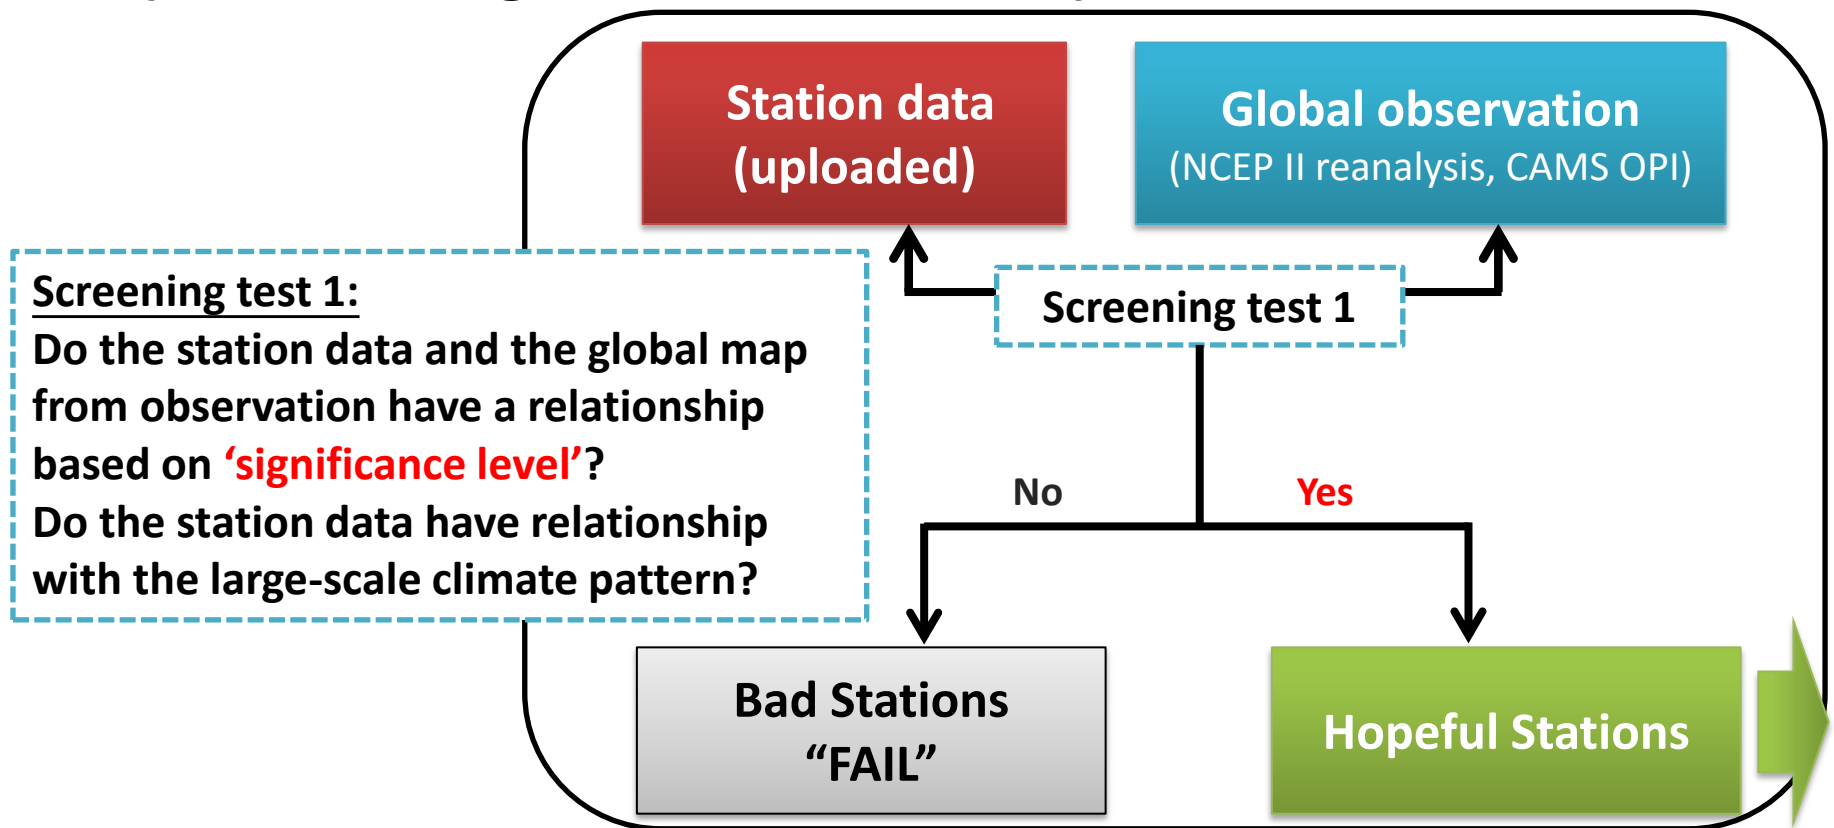 Station data
(uploaded)
Global observation
(NCEP II reanalysis, CAMS OPI)
Screening test 1:
Do the station data and the global map
from observation have a relationship
based on ‘significance level’?
Do the station data have relationship
with the large-scale climate pattern?
Screening test 1
No
Yes
Bad Stations
“FAIL”
Hopeful Stations